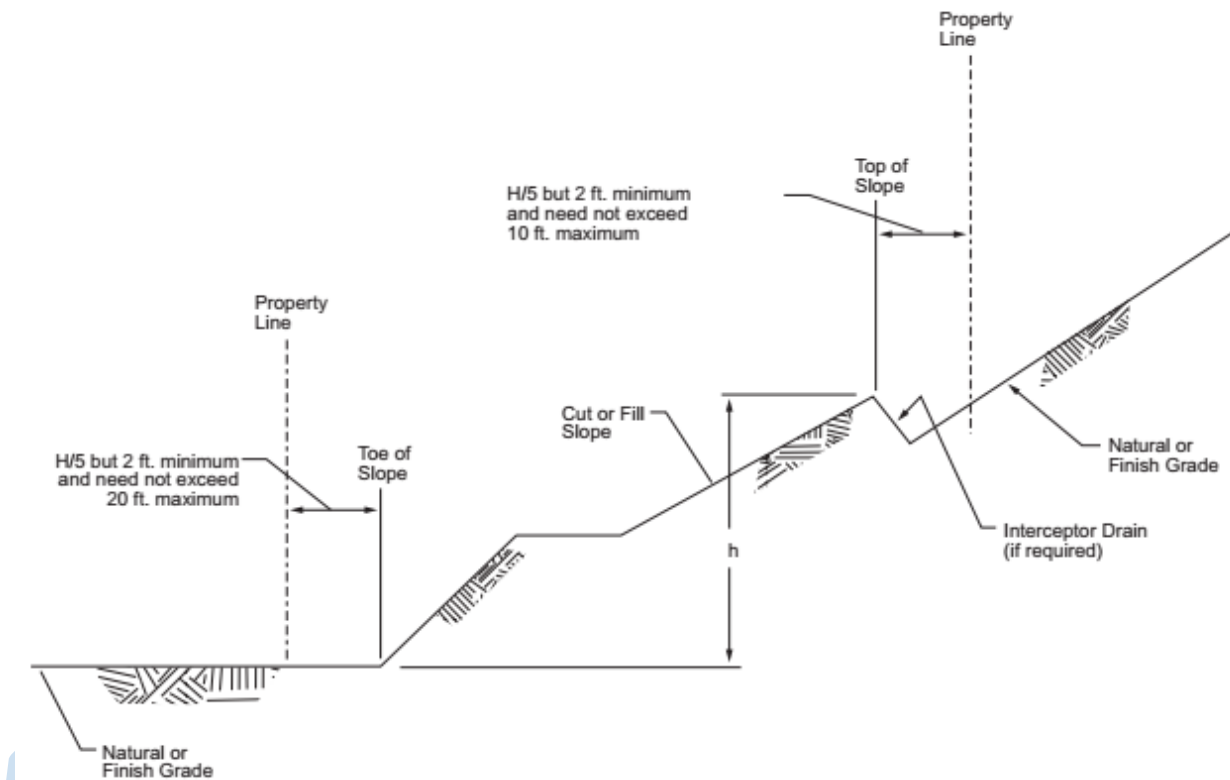 Property
Line
Top of
Slope
H/5 but 2 ft. minimum
and need not exceed
10 ft. maximum
Property
Line
Cut or Fill
Slope
Natural or
Finish Grade
H/5 but 2 ft. minimum
and need not exceed
20 ft. maximum
Toe of
Slope
Interceptor Drain
(if required)
h
Natural or
Finish Grade